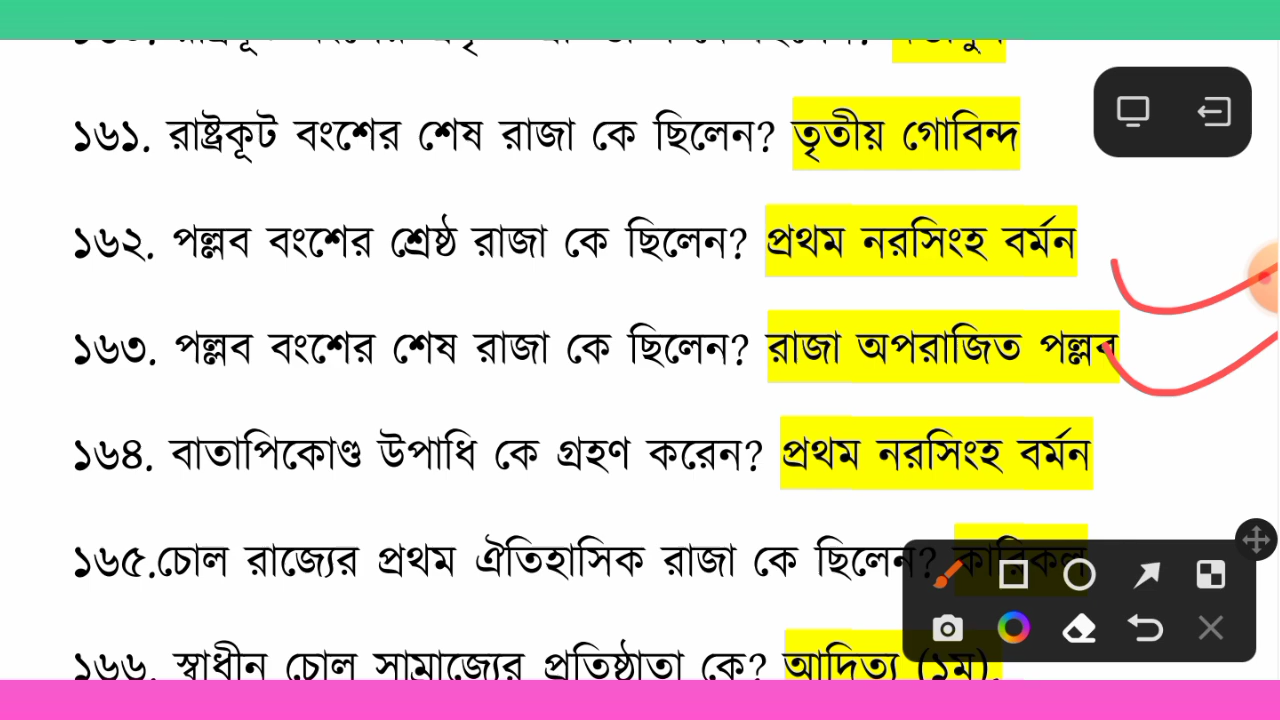 ১৬১. রাষ্ট্রকূট বংশের শেষ রাজা কে ছিলেন? তৃতীয় গোবিন্দ
১৬২. পল্লব বংশের শ্রেষ্ঠ রাজা কে ছিলেন? প্রথম নরসিংহ বর্মন
১৬৩. পল্লব বংশের শেষ রাজা কে ছিলেন? রাজা অপরাজিত পল্লব
১৬৪. বাতাপিকোণ্ড উপাধি কে গ্রহণ করেন? প্রথম নরসিংহ বর্মন
১৬৫.চোল রাজ্যের প্রথম ঐতিহাসিক রাজা কে ছিলেন? কারিকল
১৬৬. স্বাধীন চোল সাম্রাজ্যের প্রতিষ্ঠাতা কে? আদিত্য (১ম).